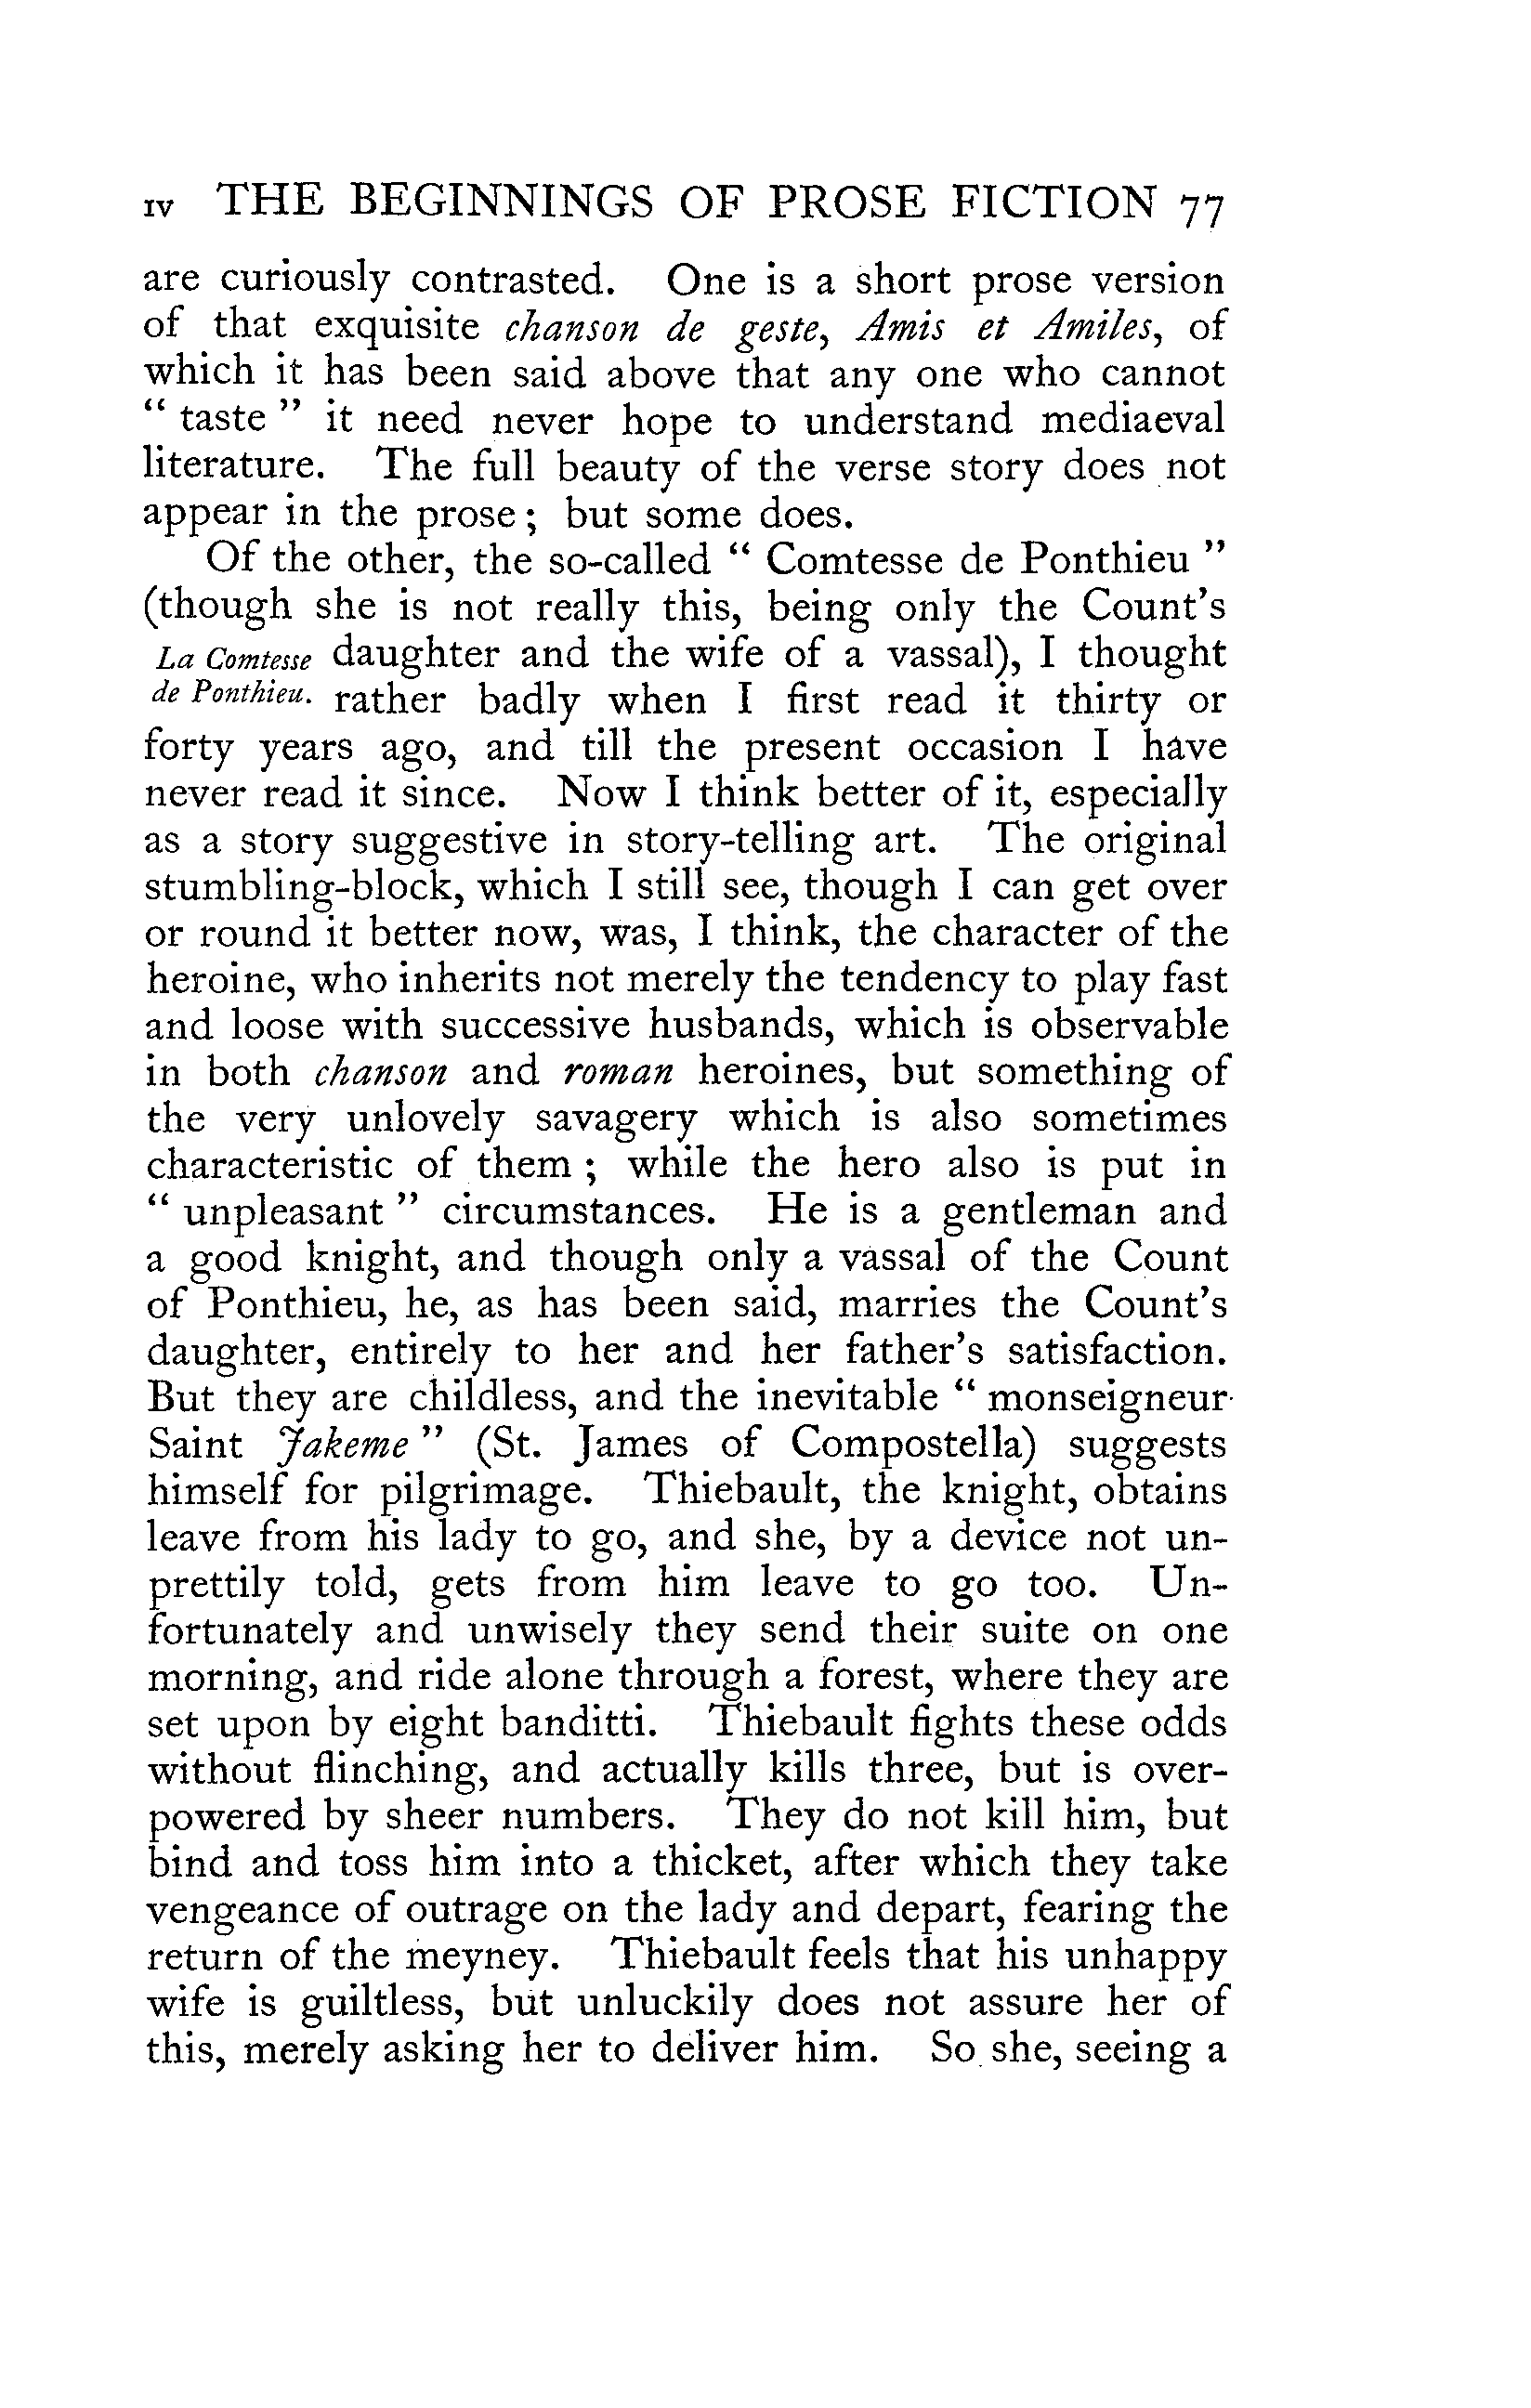 IV THE BEGINNINGS OF PROSE FICTION 77
are curiously contrasted. One is a short prose version
of that exquisite chanson de geste, Amis et Amiles, of
which it has been said above that any one who cannot
“ taste ” it need never hope to understand mediaeval
literature. The full beauty of the verse story does not
appear in the prose ; but some does.
Of the other, the so-called “ Comtesse de Ponthieu ”
(though she is not really this, being only the Count’s
La Comtesse daughter and the wife of a vassal), I thought
de Ponthieu. rather badly when I first read it thirty or
forty years ago, and till the present occasion I have
never read it since. Now I think better of it, especially
as a story suggestive in story-telling art. The original
stumbling-block, which I still see, though I can get over
or round it better now, was, I think, the character of the
heroine, who inherits not merely the tendency to play fast
and loose with successive husbands, which is observable
in both chanson and roman heroines, but something of
the very unlovely savagery which is also sometimes
characteristic of them ; while the hero also is put in
“ unpleasant ” circumstances. He is a gentleman and
a good knight, and though only a vassal of the Count
of Ponthieu, he, as has been said, marries the Count’s
daughter, entirely to her and her father’s satisfaction.
But they are childless, and the inevitable “ monseigneur
Saint Jakeme ” (St. James of Compostella) suggests
himself for pilgrimage. Thiebault, the knight, obtains
leave from his lady to go, and she, by a device not un-
prettily told, gets from him leave to go too. Un-
fortunately and unwisely they send their suite on one
morning, and ride alone through a forest, where they are
set upon by eight banditti. Thiebault fights these odds
without flinching, and actually kills three, but is over-
powered by sheer numbers. They do not kill him, but
bind and toss him into a thicket, after which they take
vengeance of outrage on the lady and depart, fearing the
return of the meyney. Thiebault feels that his unhappy
wife is guiltless, but unluckily does not assure her of
this, merely asking her to deliver him. So she, seeing a